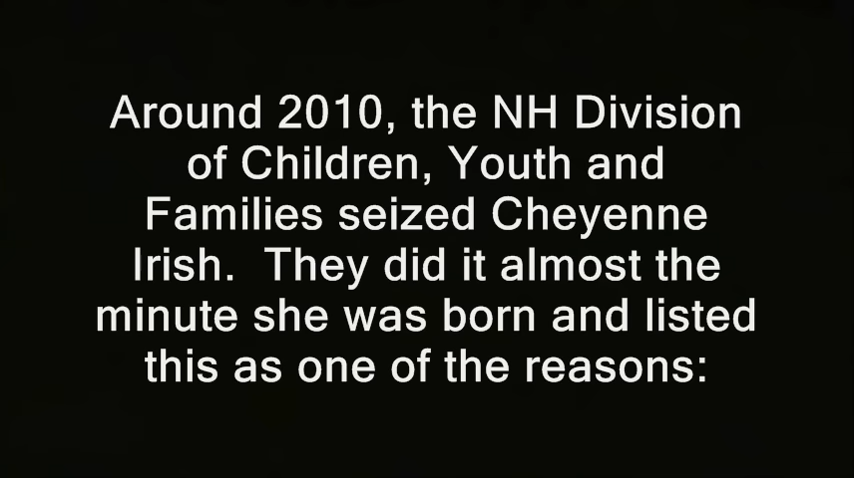 Around 2010, the NH Division
of Children, Youth and
Families seized Cheyenne
Irish.  They did it almost the
minute she was born and listed
this as one of the reasons: